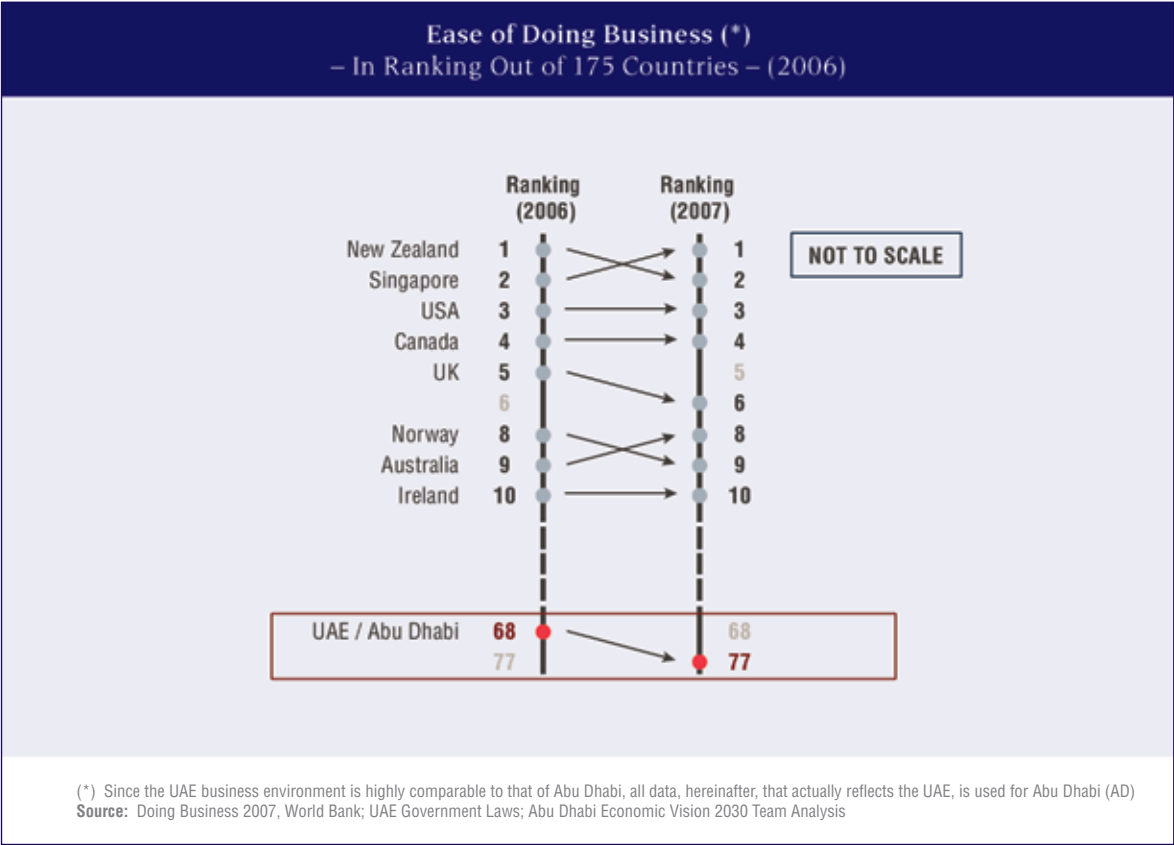 Ease of Doing Business (*)
– In Ranking Out of 175 Countries – (2006)
Ranking (2006) Ranking (2007)
New Zealand 1 1
NOT TO SCALE
Singapore 2 2
USA 3 3
Canada 4 4
UK 5 5
6 6
Norway 8 8
Australia 9 9
Ireland 10 10
UAE / Abu Dhabi 68 68
77 77
(*) Since the UAE business environment is highly comparable to that of Abu Dhabi, all data, hereinafter, that actually reflects the UAE, is used for Abu Dhabi (AD)
Source: Doing Business 2007, World Bank; UAE Government Laws; Abu Dhabi Economic Vision 2030 Team Analysis